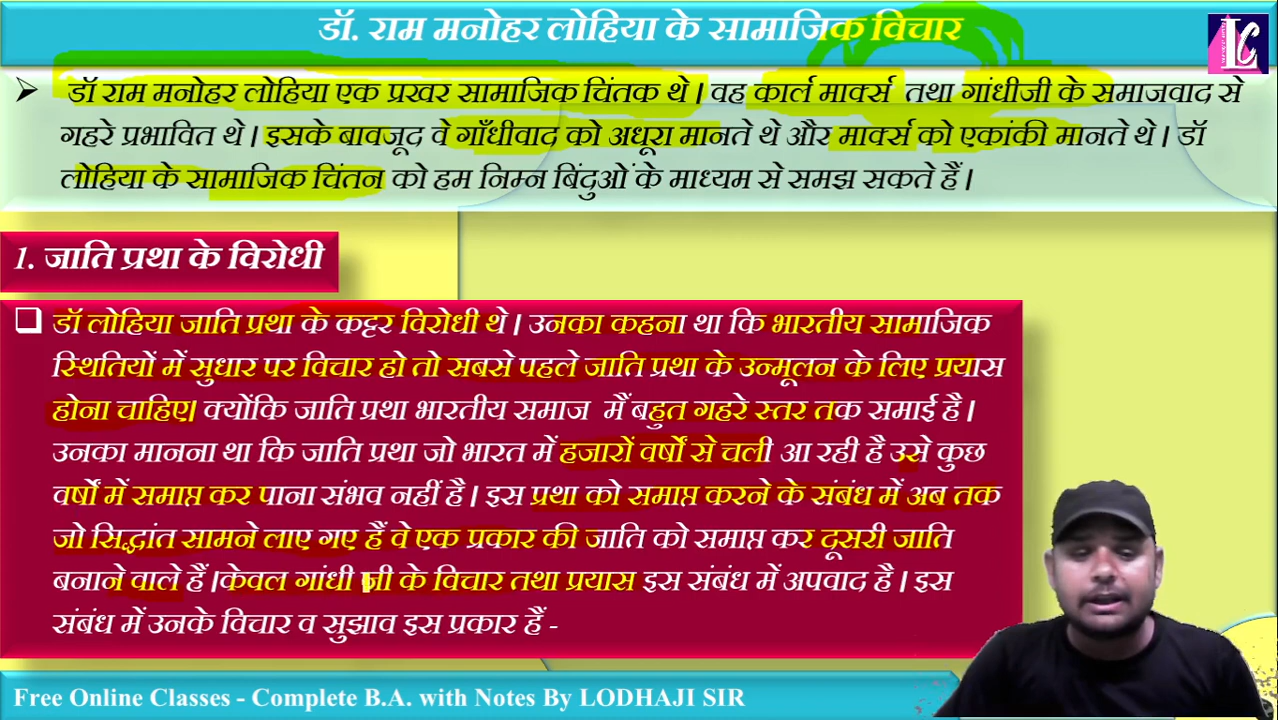 डॉ. राम मनोहर लोहिया के सामाजिक विचार
LC
डॉ राम मनोहर लोहिया एक प्रखर सामाजिक चिंतक थे। वह कार्ल मार्क्स तथा गांधीजी के समाजवाद से
गहरे प्रभावित थे। इसके बावजूद वे गाँधीवाद को अधूरा मानते थे और मार्क्स को एकांकी मानते थे। डॉ
लोहिया के सामाजिक चिंतन को हम निम्न बिंदुओं के माध्यम से समझ सकते हैं।
1. जाति प्रथा के विरोधी
डॉ लोहिया जाति प्रथा के कट्टर विरोधी थे। उनका कहना था कि भारतीय सामाजिक
स्थितियों में सुधार पर विचार हो तो सबसे पहले जाति प्रथा के उन्मूलन के लिए प्रयास
होना चाहिए। क्योंकि जाति प्रथा भारतीय समाज मैं बहुत गहरे स्तर तक समाई है।
उनका मानना था कि जाति प्रथा जो भारत में हजारों वर्षों से चली आ रही है उसे कुछ
वर्षों में समाप्त कर पाना संभव नहीं है। इस प्रथा को समाप्त करने के संबंध में अब तक
जो सिद्धांत सामने लाए गए हैं वे एक प्रकार की जाति को समाप्त कर दूसरी जाति
बनाने वाले हैं।केवल गांधी जी के विचार तथा प्रयास इस संबंध में अपवाद है। इस
संबंध में उनके विचार व सुझाव इस प्रकार हैं -
Free Online Classes - Complete B.A. with Notes By LODHAJI SIR